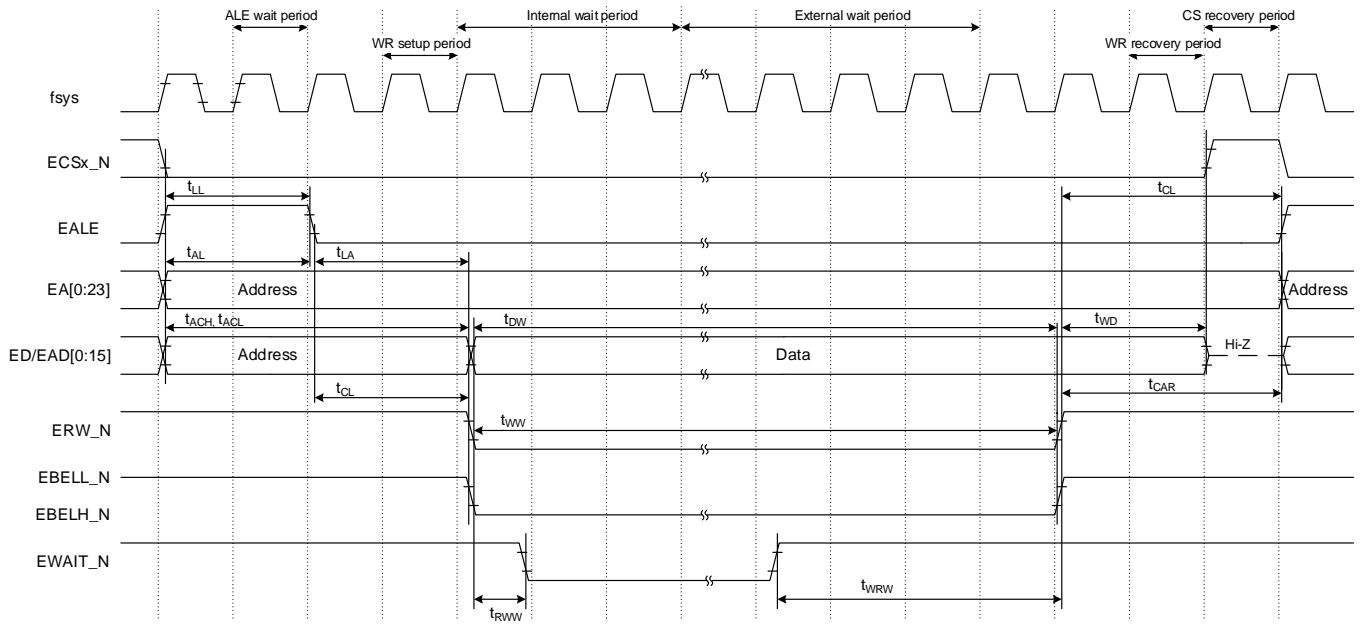 ALE wait period
Internal wait period
External wait period
CS recovery period
WR setup period
WR recovery period
fsys
ECSx_N
tLL
tCL
EALE
tAL
tLA
EA[0:23]
Address
Address
tACH, tACL
tDW
tWD
ED/EAD[0:15]
Address
Data
Hi-Z
tCL
tCAR
ERW_N
tWW
EBELL_N
EBELH_N
EWAIT_N
tRWW
tWRW